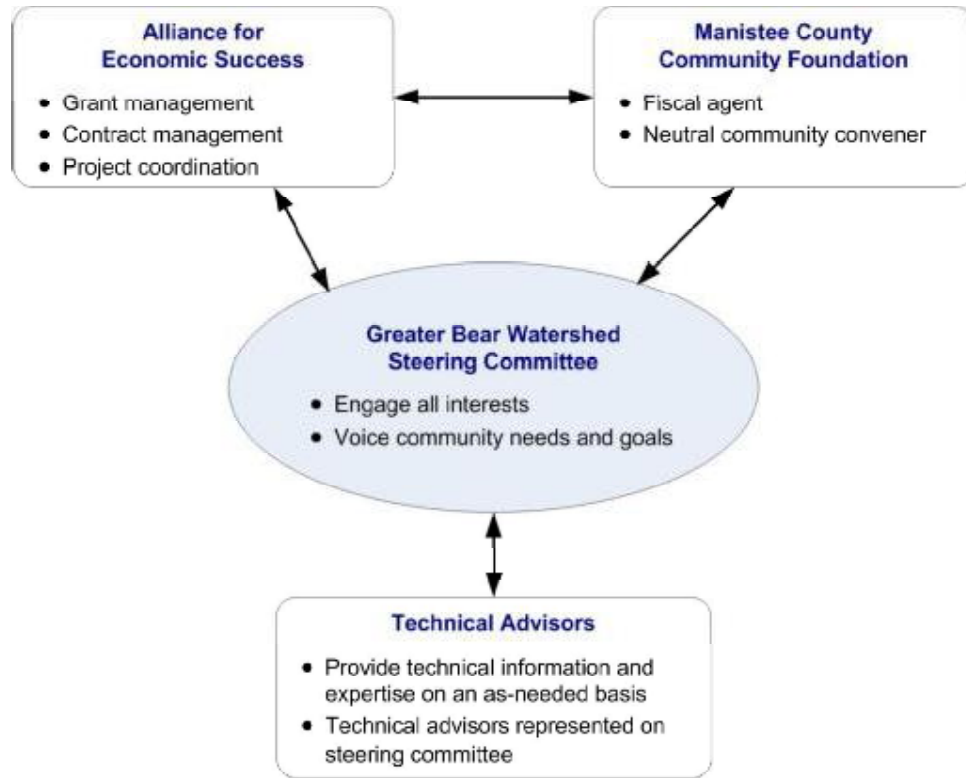 Alliance for
Economic Success
• Grant management
• Contract management
• Project coordination
Manistee County
Community Foundation
• Fiscal agent
• Neutral community convener
Greater Bear Watershed
Steering Committee
• Engage all interests
• Voice community needs and goals
Technical Advisors
• Provide technical information and
expertise on an as-needed basis
• Technical advisors represented on
steering committee